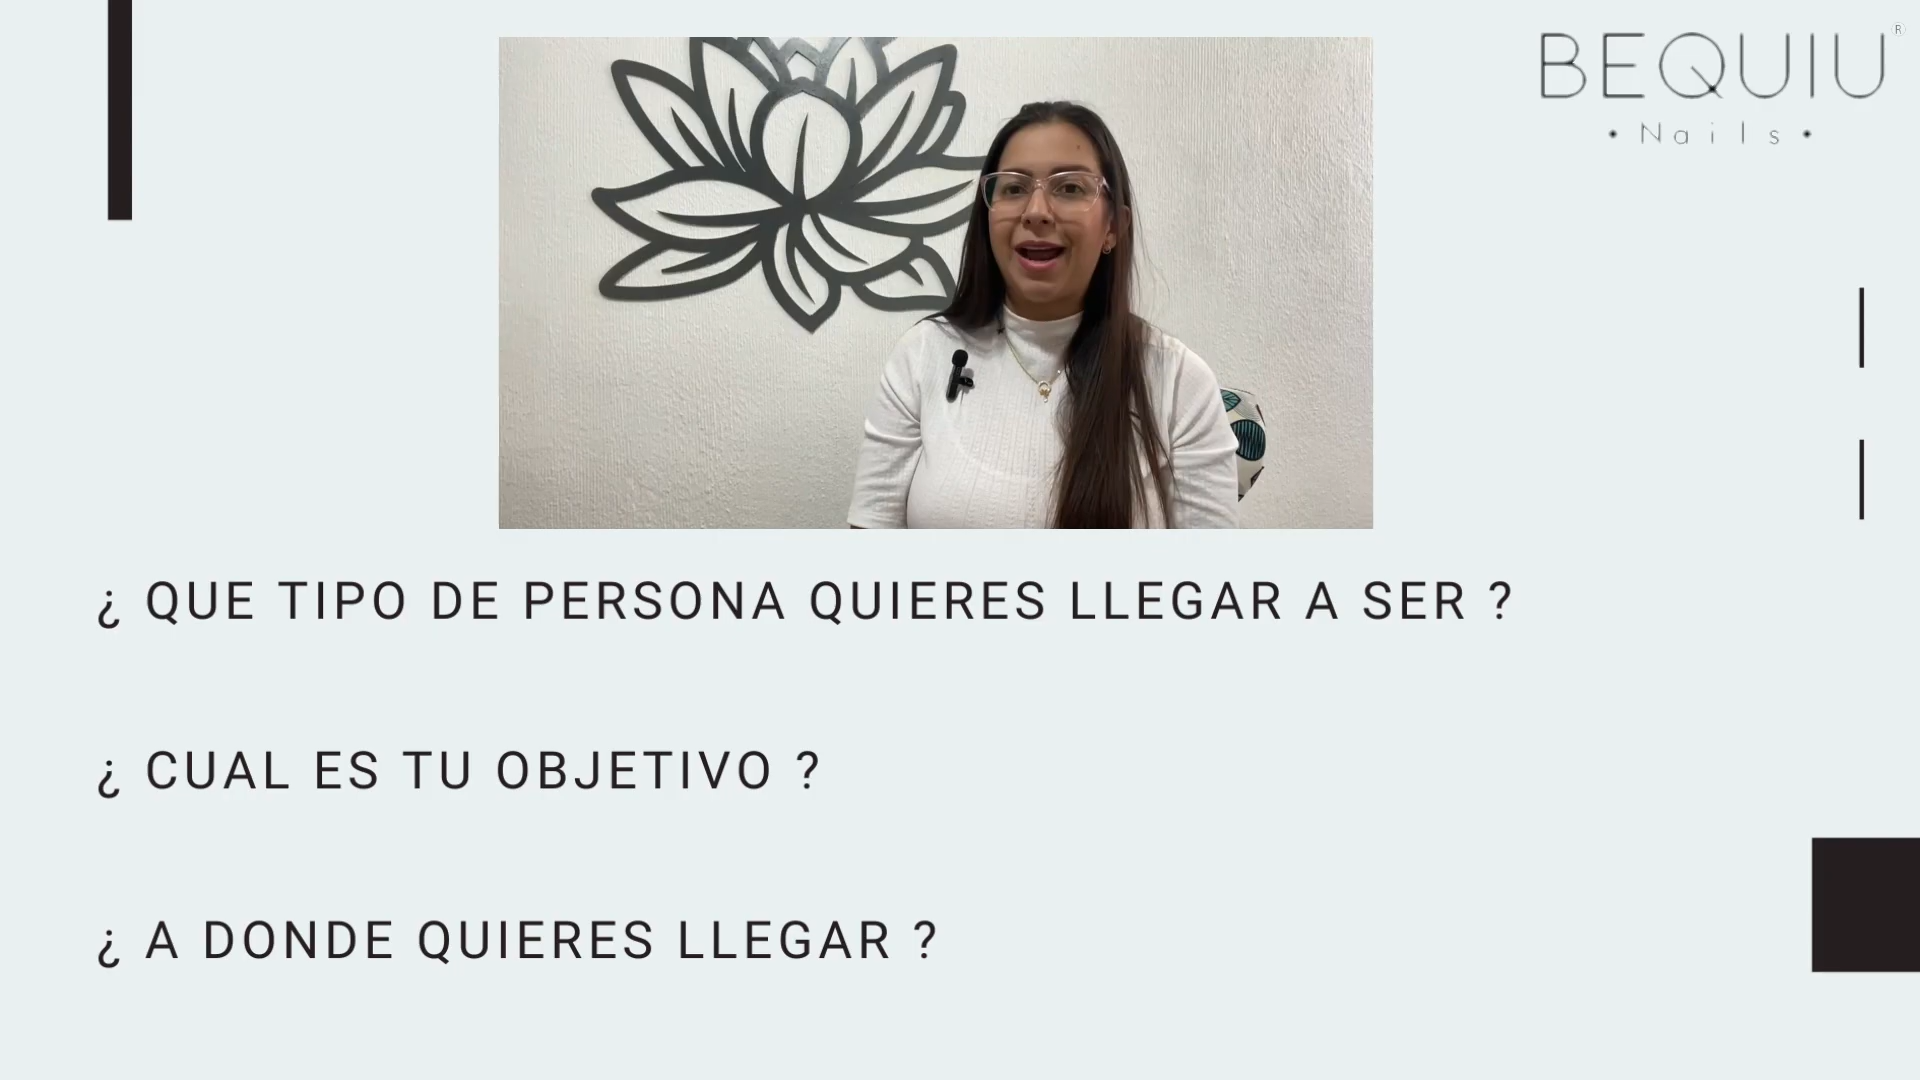 BEQUIU®
• Nails •
¿ QUE TIPO DE PERSONA QUIERES LLEGAR A SER ?
¿ CUAL ES TU OBJETIVO ?
¿ A DONDE QUIERES LLEGAR ?